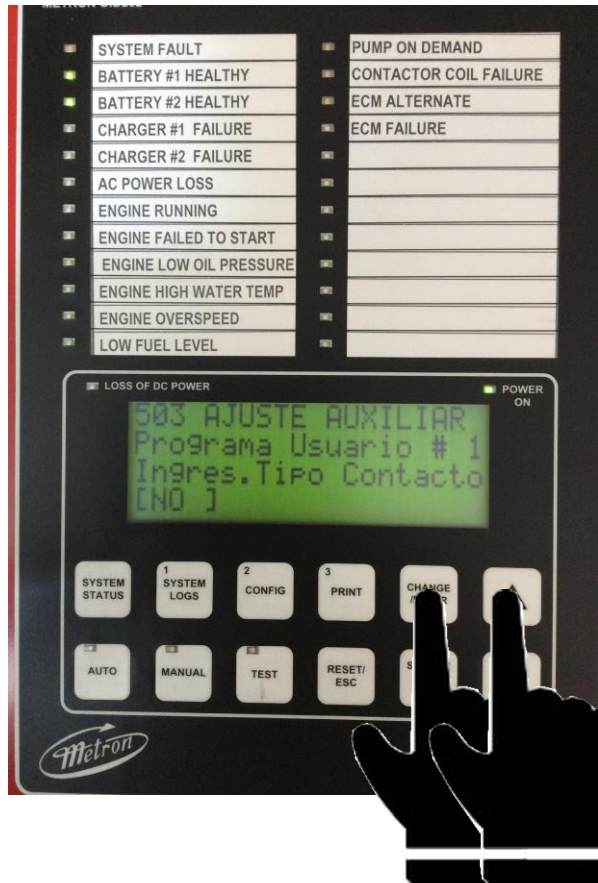 SYSTEM FAULT
BATTERY #1 HEALTHY
BATTERY #2 HEALTHY
CHARGER #1 FAILURE
CHARGER #2 FAILURE
AC POWER LOSS
ENGINE RUNNING
ENGINE FAILED TO START
ENGINE LOW OIL PRESSURE
ENGINE HIGH WATER TEMP
ENGINE OVERSPEED
LOW FUEL LEVEL
PUMP ON DEMAND
CONTACTOR COIL FAILURE
ECM ALTERNATE
ECM FAILURE
LOSS OF DC POWER
POWER
ON
503 AJUSTE AUXILIAR
Programa Usuario # 1
Ingres.Tipo Contacto
[NO ]
SYSTEM
STATUS
1
SYSTEM
LOGS
2
CONFIG
3
PRINT
CHANGE
AUTO
MANUAL
TEST
RESET/
ESC
Metron